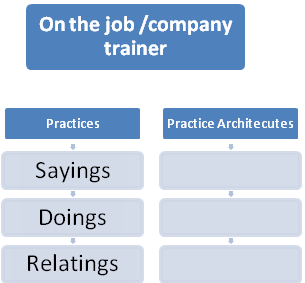 On the job /company
trainer
Practices
Practice Architecutes
Sayings
Doings
Relatings